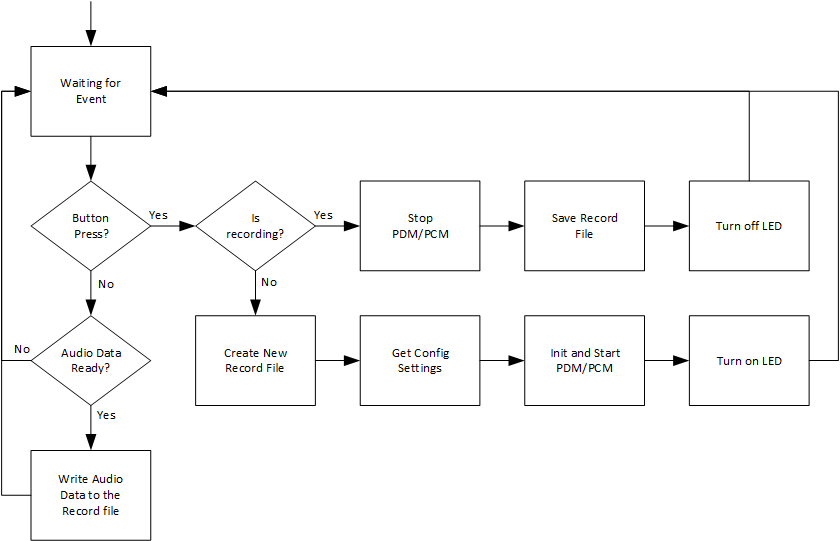 Waiting for
Event
Button
Press?
Yes
Is
recording?
Yes
Stop
PDM/PCM
Save Record
File
Turn off LED
No
No
Audio Data
Ready?
No
Create New
Record File
Get Config
Settings
Init and Start
PDM/PCM
Turn on LED
Yes
Write Audio
Data to the
Record file